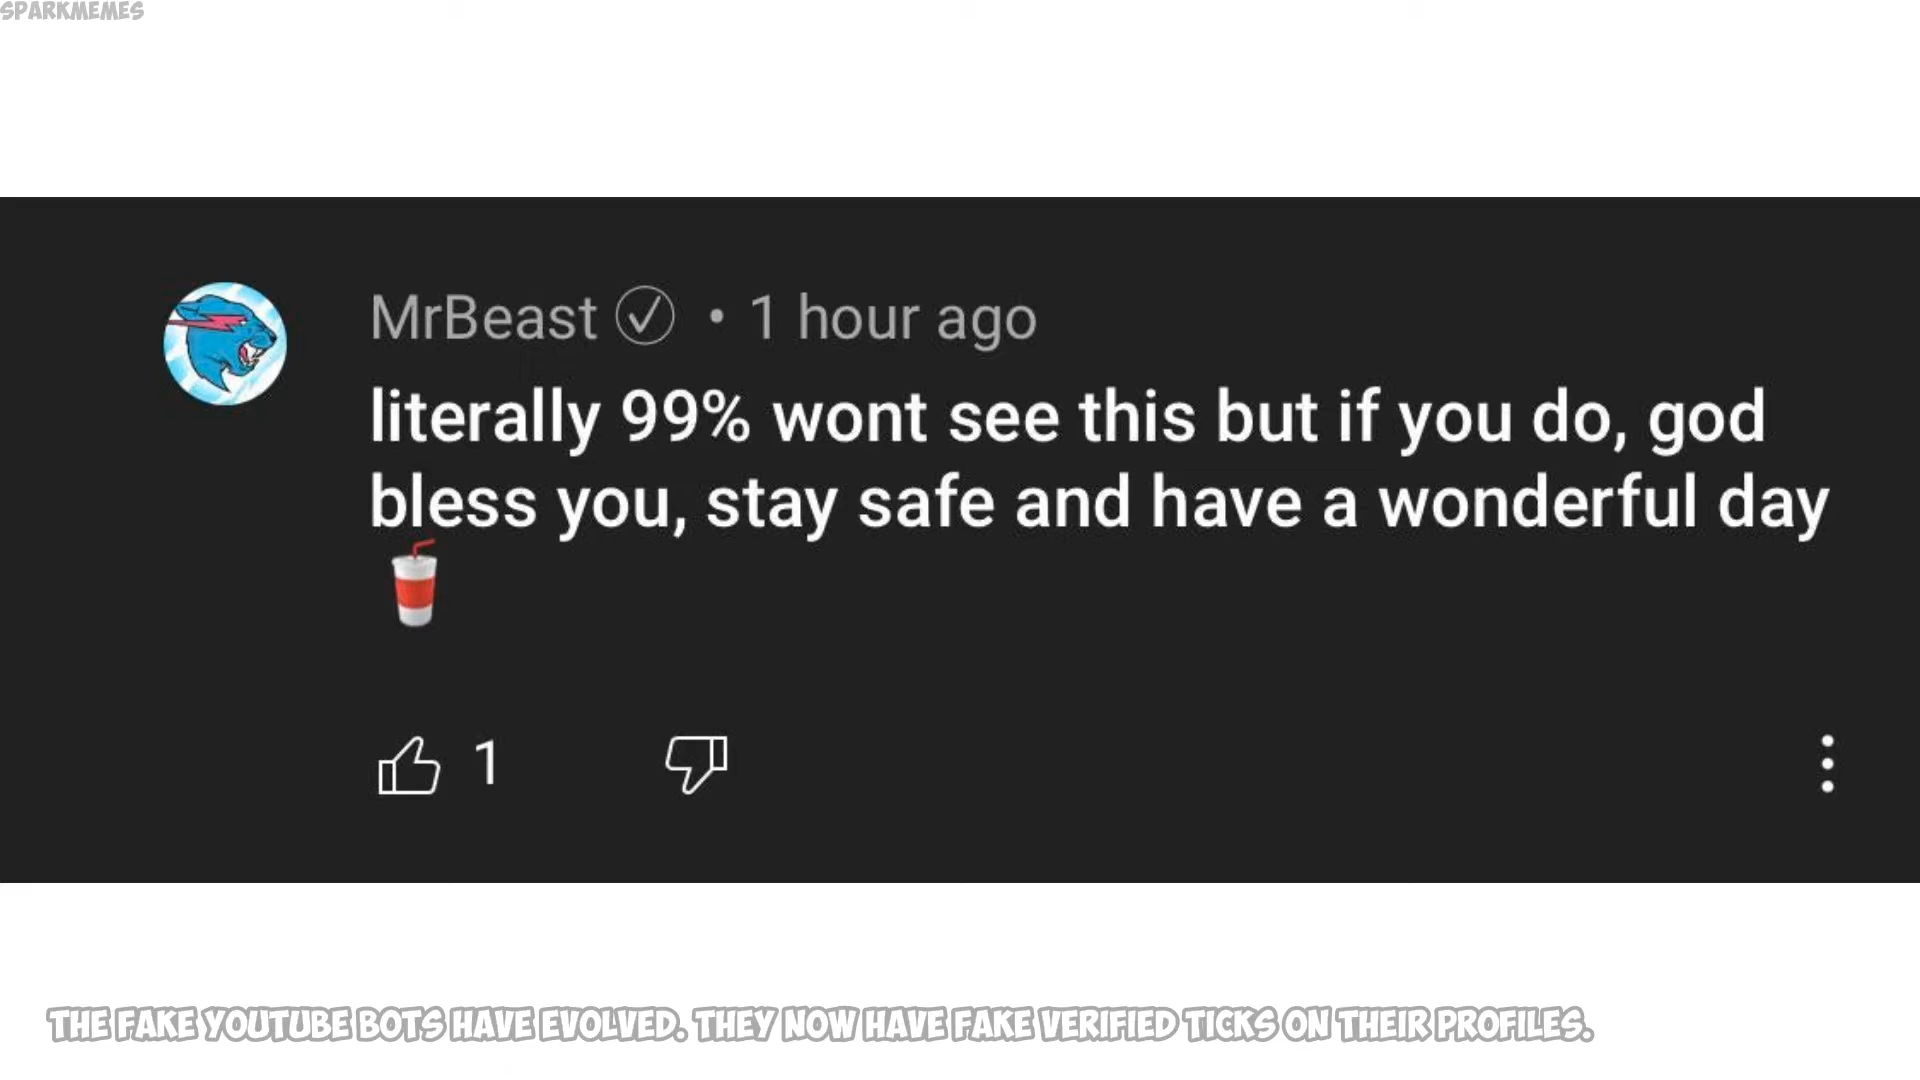 SPARKMEMES
MrBeast ✓ • 1 hour ago
literally 99% wont see this but if you do, god
bless you, stay safe and have a wonderful day
🥤
1
THE FAKE YOUTUBE BOTS HAVE EVOLVED. THEY NOW HAVE FAKE VERIFIED TICKS ON THEIR PROFILES.